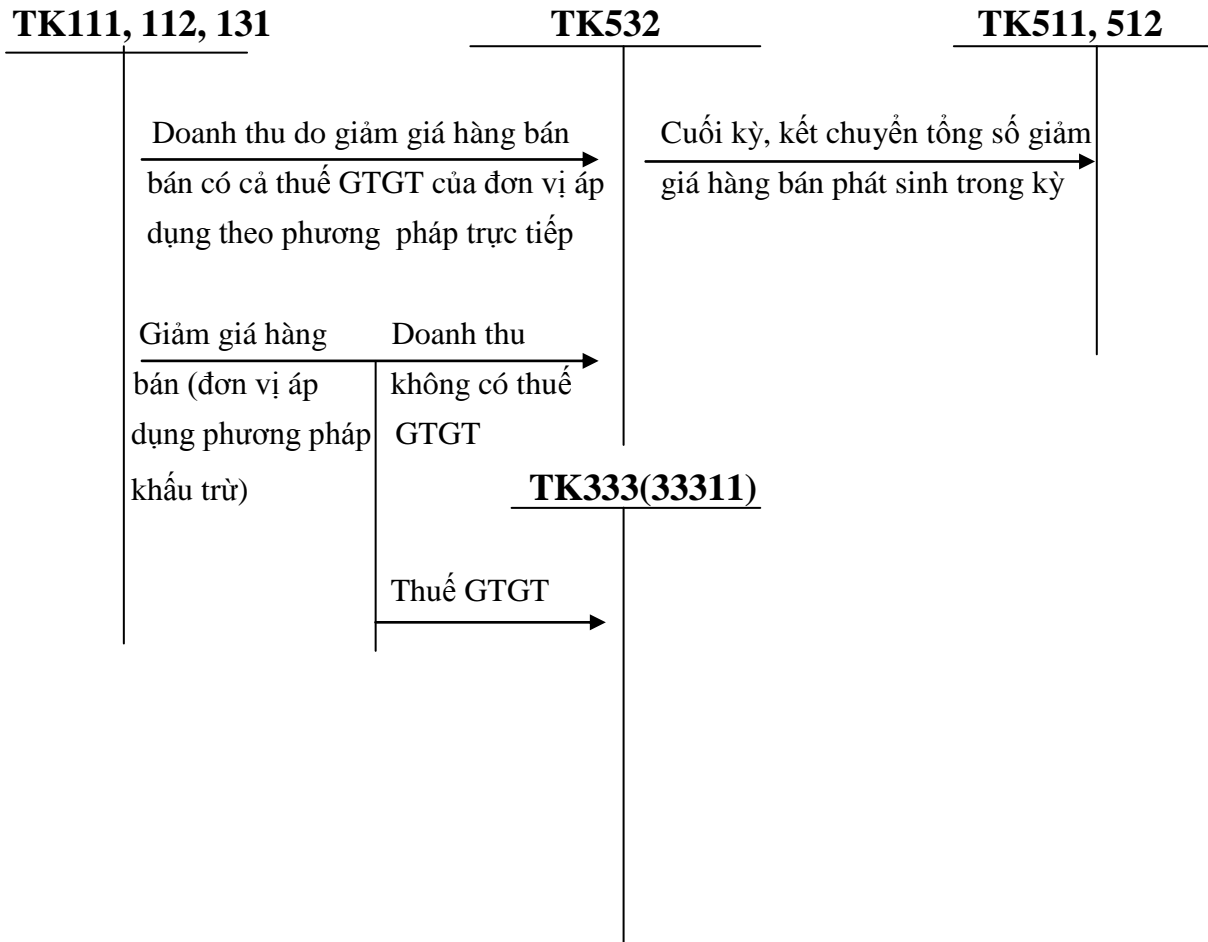 TK111, 112, 131
TK532
TK511, 512
Doanh thu do giảm giá hàng bán
bán có cả thuế GTGT của đơn vị áp
dụng theo phương pháp trực tiếp
Cuối kỳ, kết chuyển tổng số giảm
giá hàng bán phát sinh trong kỳ
Giảm giá hàng
bán (đơn vị áp
dụng phương pháp
khấu trừ)
Doanh thu
không có thuế
GTGT
TK333(33311)
Thuế GTGT